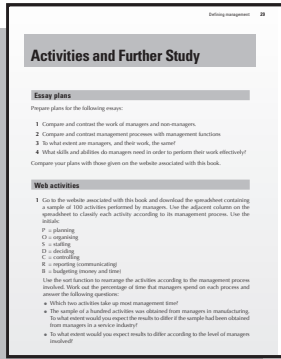 Defining management 23
Activities and Further Study
Essay plans
Prepare plans for the following essays:
1 Compare and contrast the work of managers and non-managers.
2 Compare and contrast management processes with management functions
3 To what extent are managers, and their work, the same?
4 What skills and abilities do managers need in order to perform their work effectively?
Compare your plans with those given on the website associated with this book.
Web activities
1 Go to the website associated with this book and download the spreadsheet containing
a sample of 100 activities performed by managers. Use the adjacent column on the
spreadsheet to classify each activity according to its management process. Use the
initials:
P = planning
O = organising
S = staffing
D = deciding
C = controlling
R = reporting (communicating)
B = budgeting (money and time)
Use the sort function to rearrange the activities according to the management process
involved. Work out the percentage of time that managers spend on each process and
answer the following questions:
Which two activities take up most management time?
The sample of a hundred activities was obtained from managers in manufacturing.
To what extent would you expect the results to differ if the sample had been obtained
from managers in a service industry?
To what extent would you expect results to differ according to the level of managers
involved?